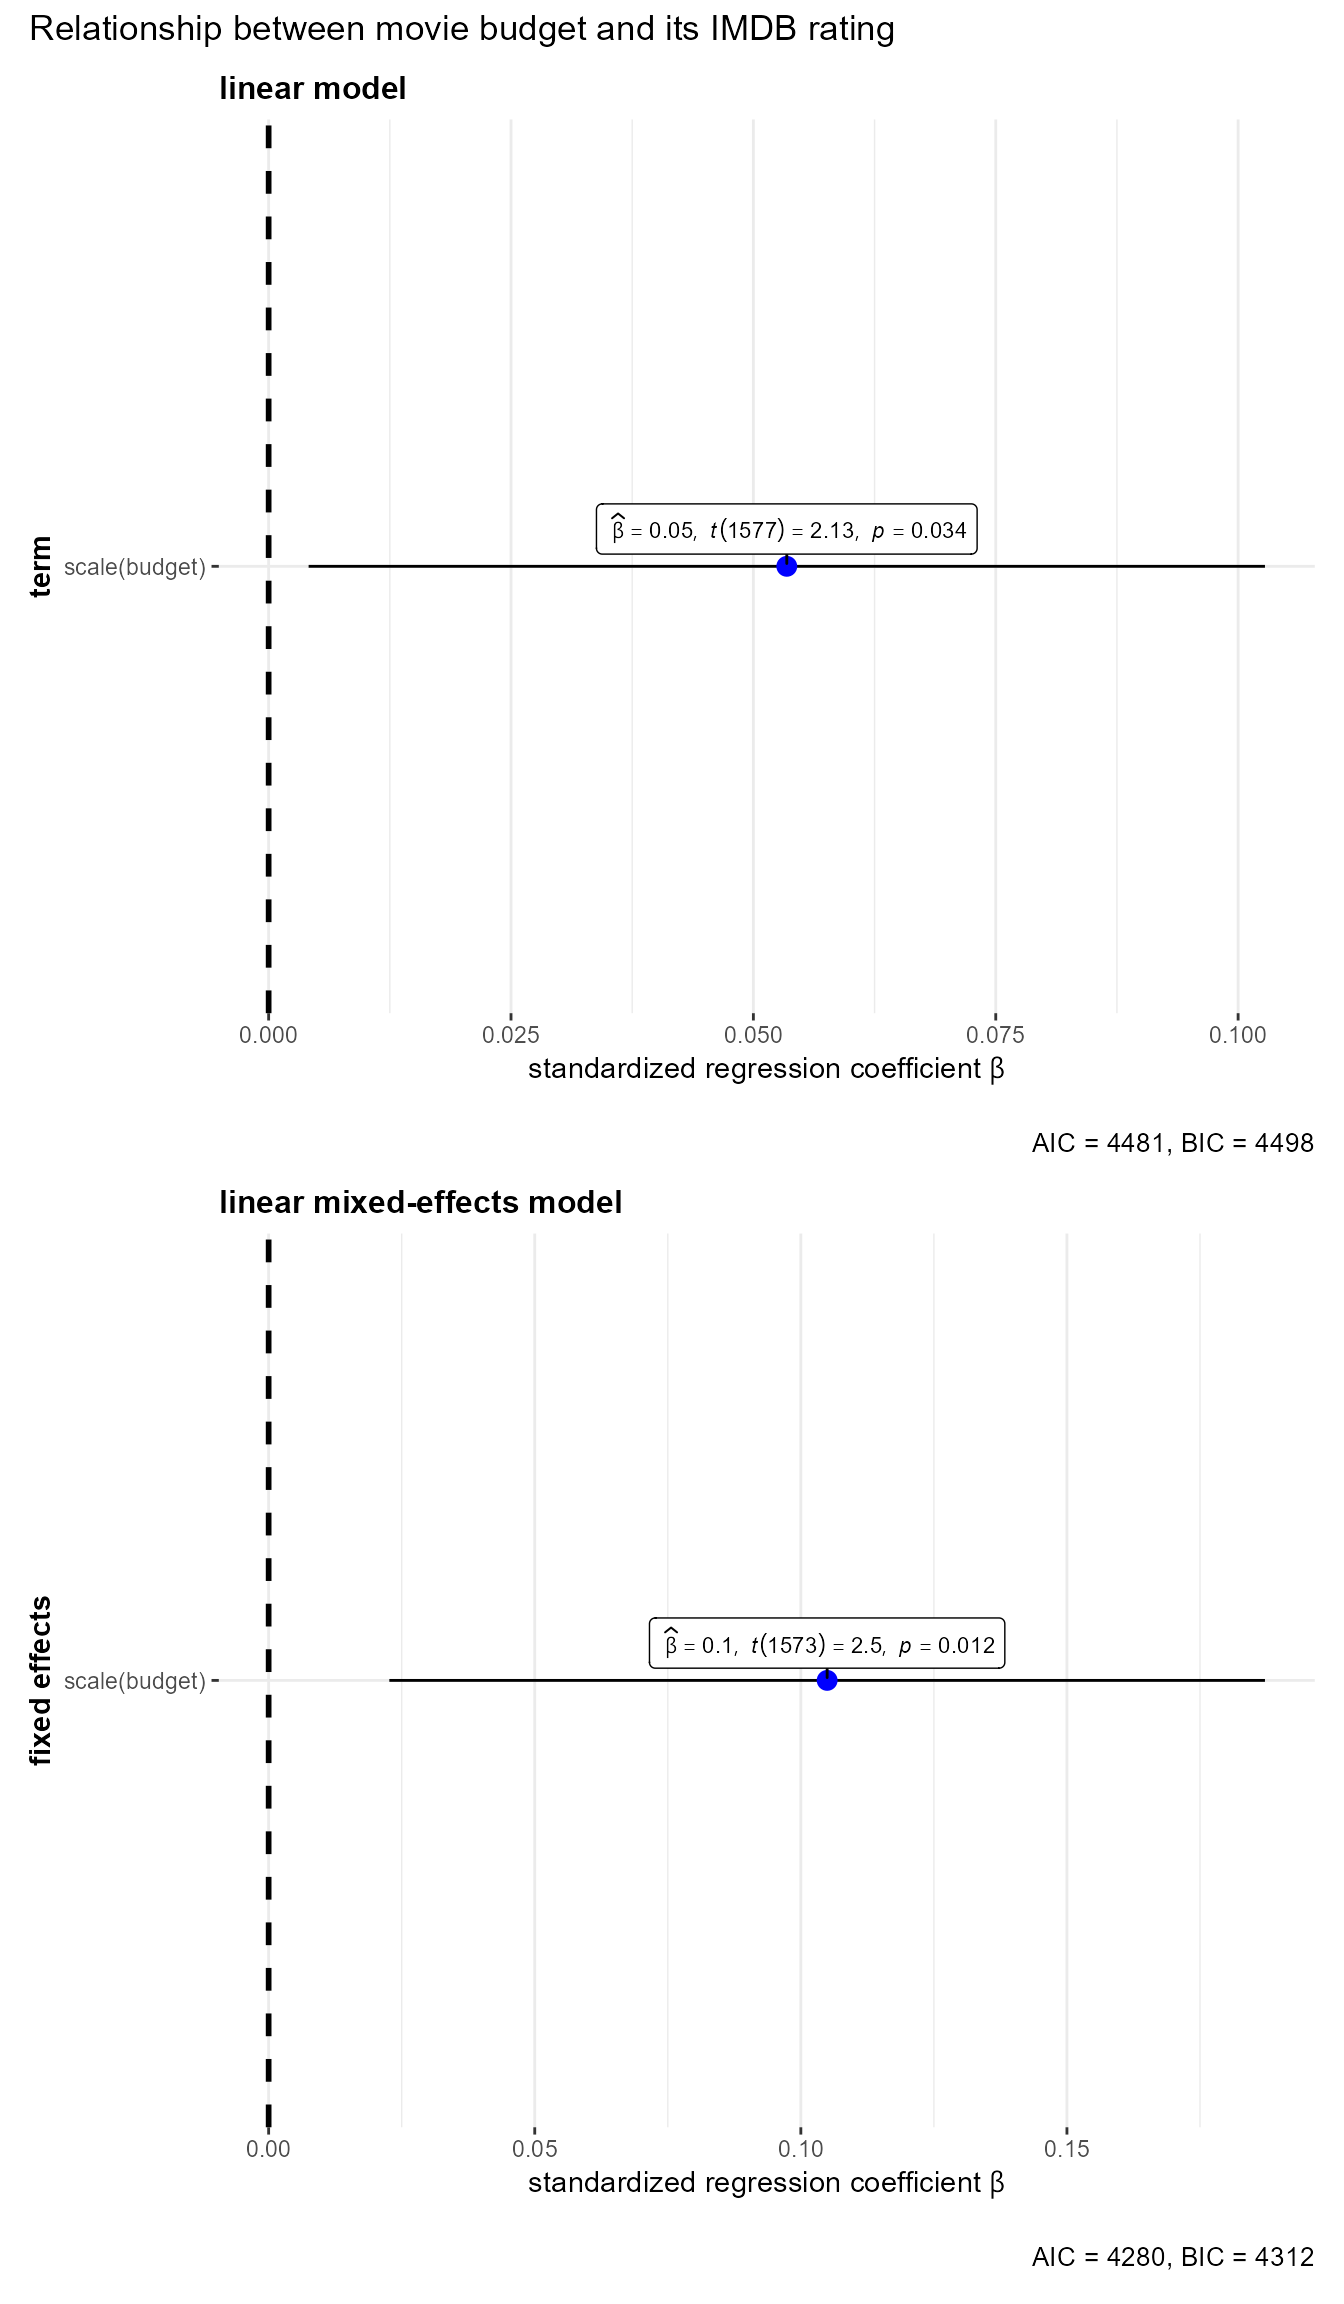 Relationship between movie budget and its IMDB rating
linear model
term
scale(budget)
β̂ = 0.05, t(1577) = 2.13, p = 0.034
0.000 0.025 0.050 0.075 0.100
standardized regression coefficient β
AIC = 4481, BIC = 4498
linear mixed-effects model
fixed effects
scale(budget)
β̂ = 0.1, t(1573) = 2.5, p = 0.012
0.00 0.05 0.10 0.15
standardized regression coefficient β
AIC = 4280, BIC = 4312